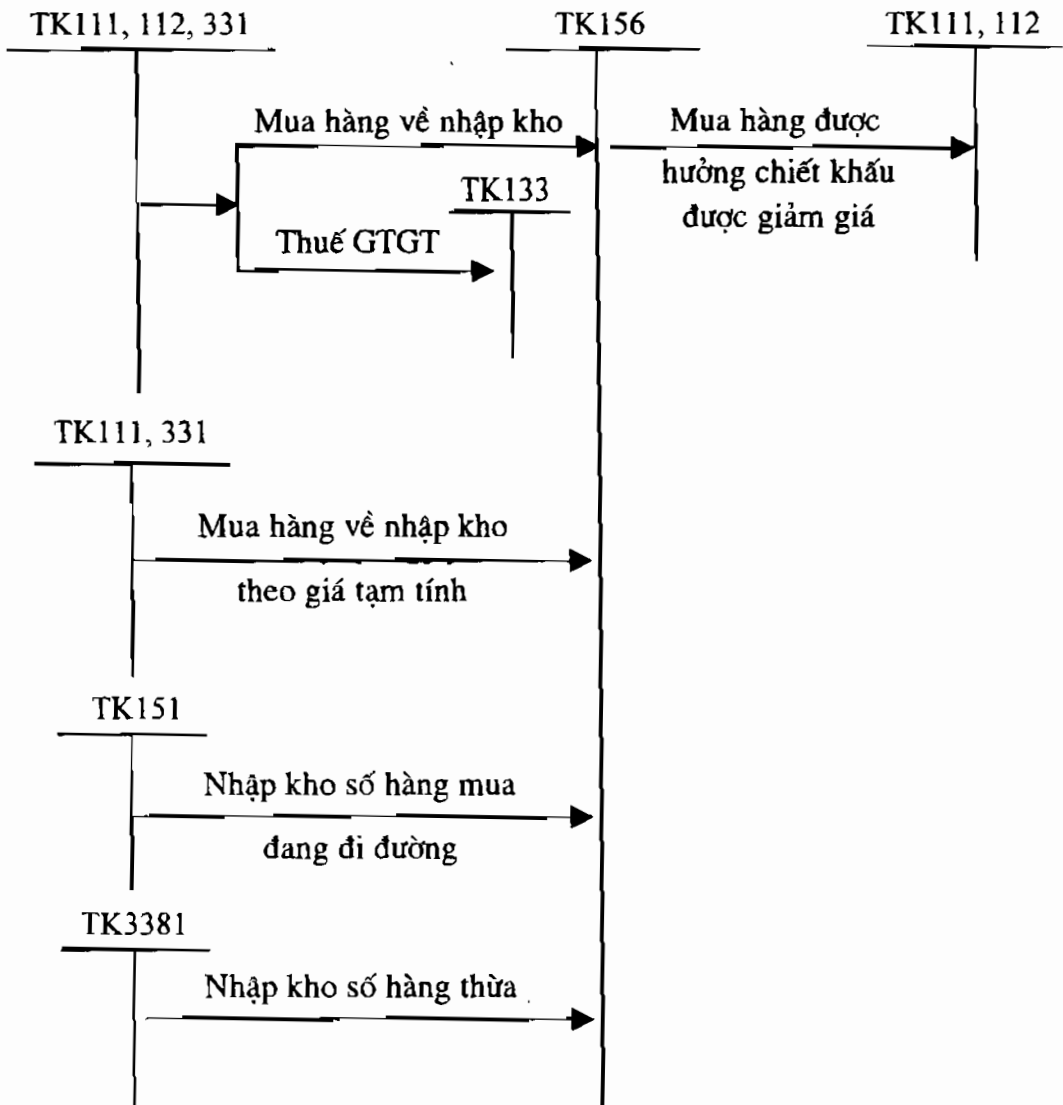 TK111, 112, 331
TK156
TK111, 112
Mua hàng về nhập kho
Mua hàng được
hưởng chiết khấu
được giảm giá
TK133
Thuế GTGT
TK111, 331
Mua hàng về nhập kho
theo giá tạm tính
TK151
Nhập kho số hàng mua
đang đi đường
TK3381
Nhập kho số hàng thừa